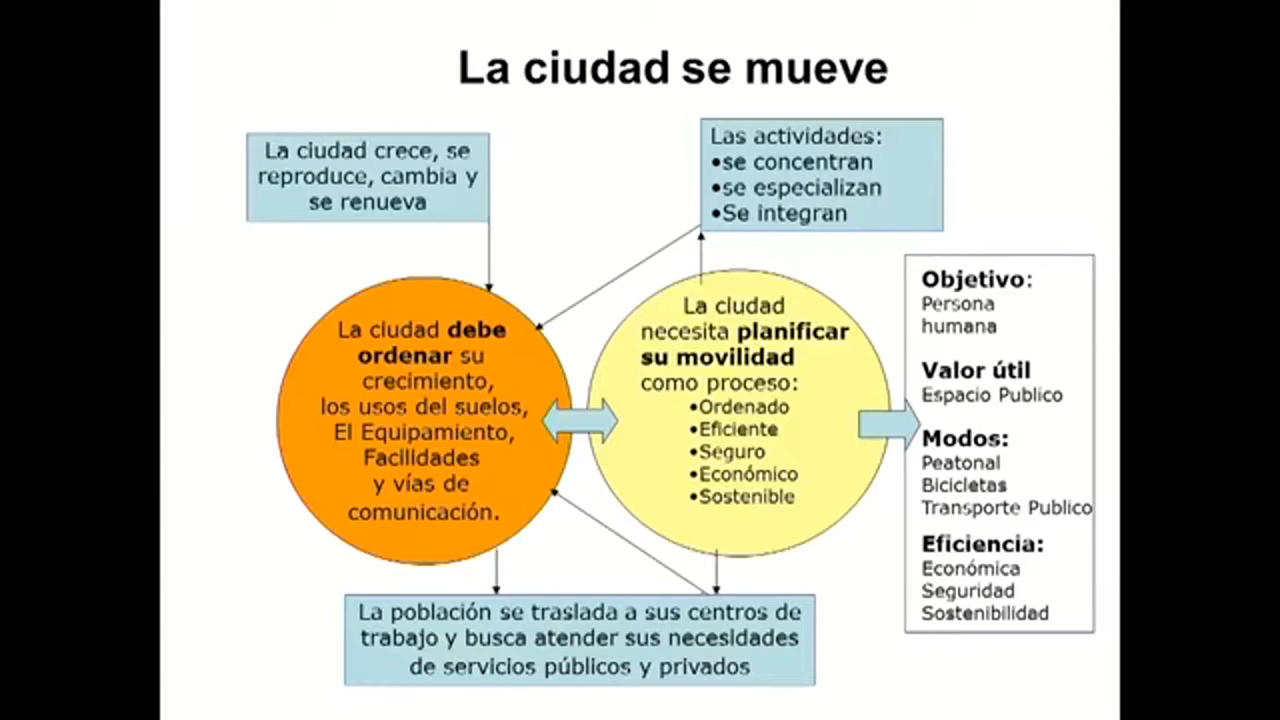 La ciudad se mueve
La ciudad crece, se
reproduce, cambia y
se renueva
Las actividades:
•se concentran
•se especializan
•Se integran
La ciudad debe
ordenar su
crecimiento,
los usos del suelos,
El Equipamiento,
Facilidades
y vías de
comunicación.
La ciudad
necesita planificar
su movilidad
como proceso:
•Ordenado
•Eficiente
•Seguro
•Económico
•Sostenible
Objetivo:
Persona
humana
Valor útil
Espacio Publico
Modos:
Peatonal
Bicicletas
Transporte Publico
Eficiencia:
Económica
Seguridad
Sostenibilidad
La población se traslada a sus centros de
trabajo y busca atender sus necesidades
de servicios públicos y privados